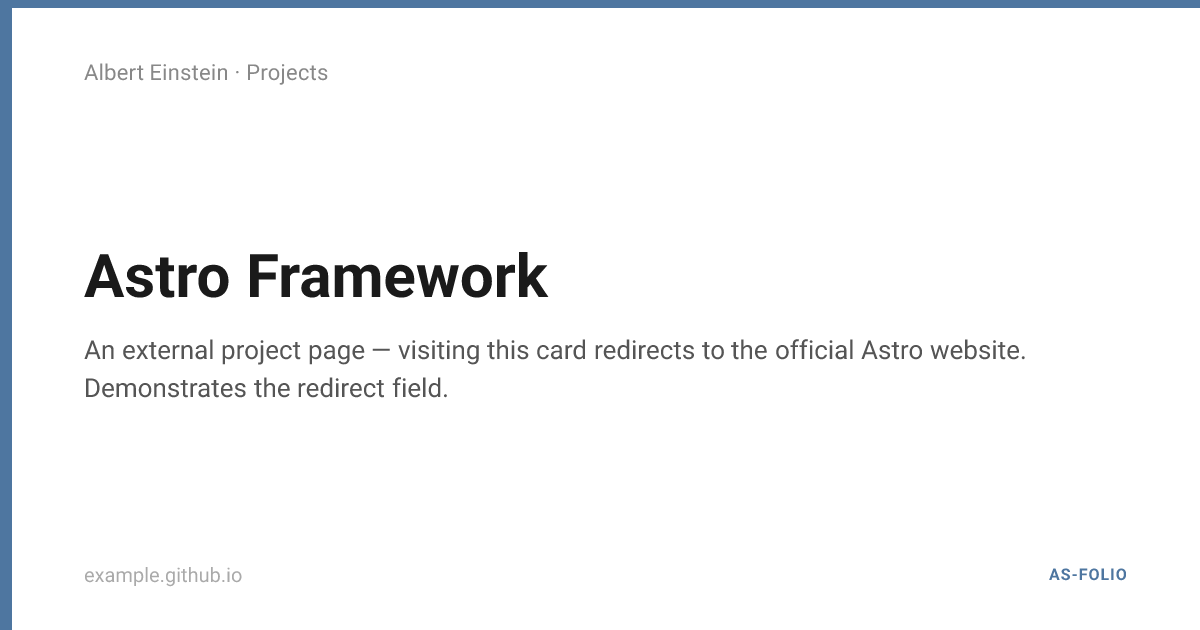 Albert Einstein · Projects
Astro Framework
An external project page — visiting this card redirects to the official Astro website.
Demonstrates the redirect field.
example.github.io
AS-FOLIO